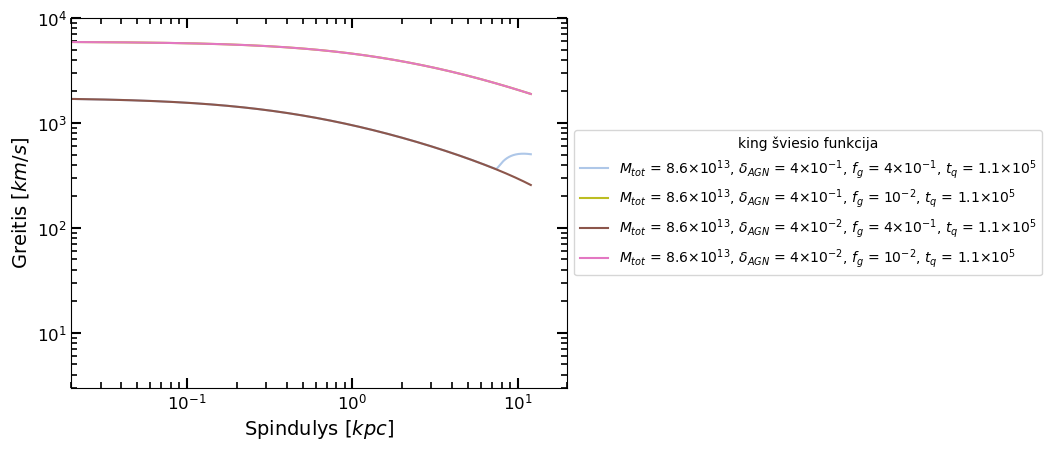 10⁴
10³
10²
10¹
Greitis [km/s]
10⁻¹
10⁰
10¹
Spindulys [kpc]
king šviesio funkcija
M_tot = 8.6×10¹³, δ_AGN = 4×10⁻¹, f_g = 4×10⁻¹, t_q = 1.1×10⁵
M_tot = 8.6×10¹³, δ_AGN = 4×10⁻¹, f_g = 10⁻², t_q = 1.1×10⁵
M_tot = 8.6×10¹³, δ_AGN = 4×10⁻², f_g = 4×10⁻¹, t_q = 1.1×10⁵
M_tot = 8.6×10¹³, δ_AGN = 4×10⁻², f_g = 10⁻², t_q = 1.1×10⁵